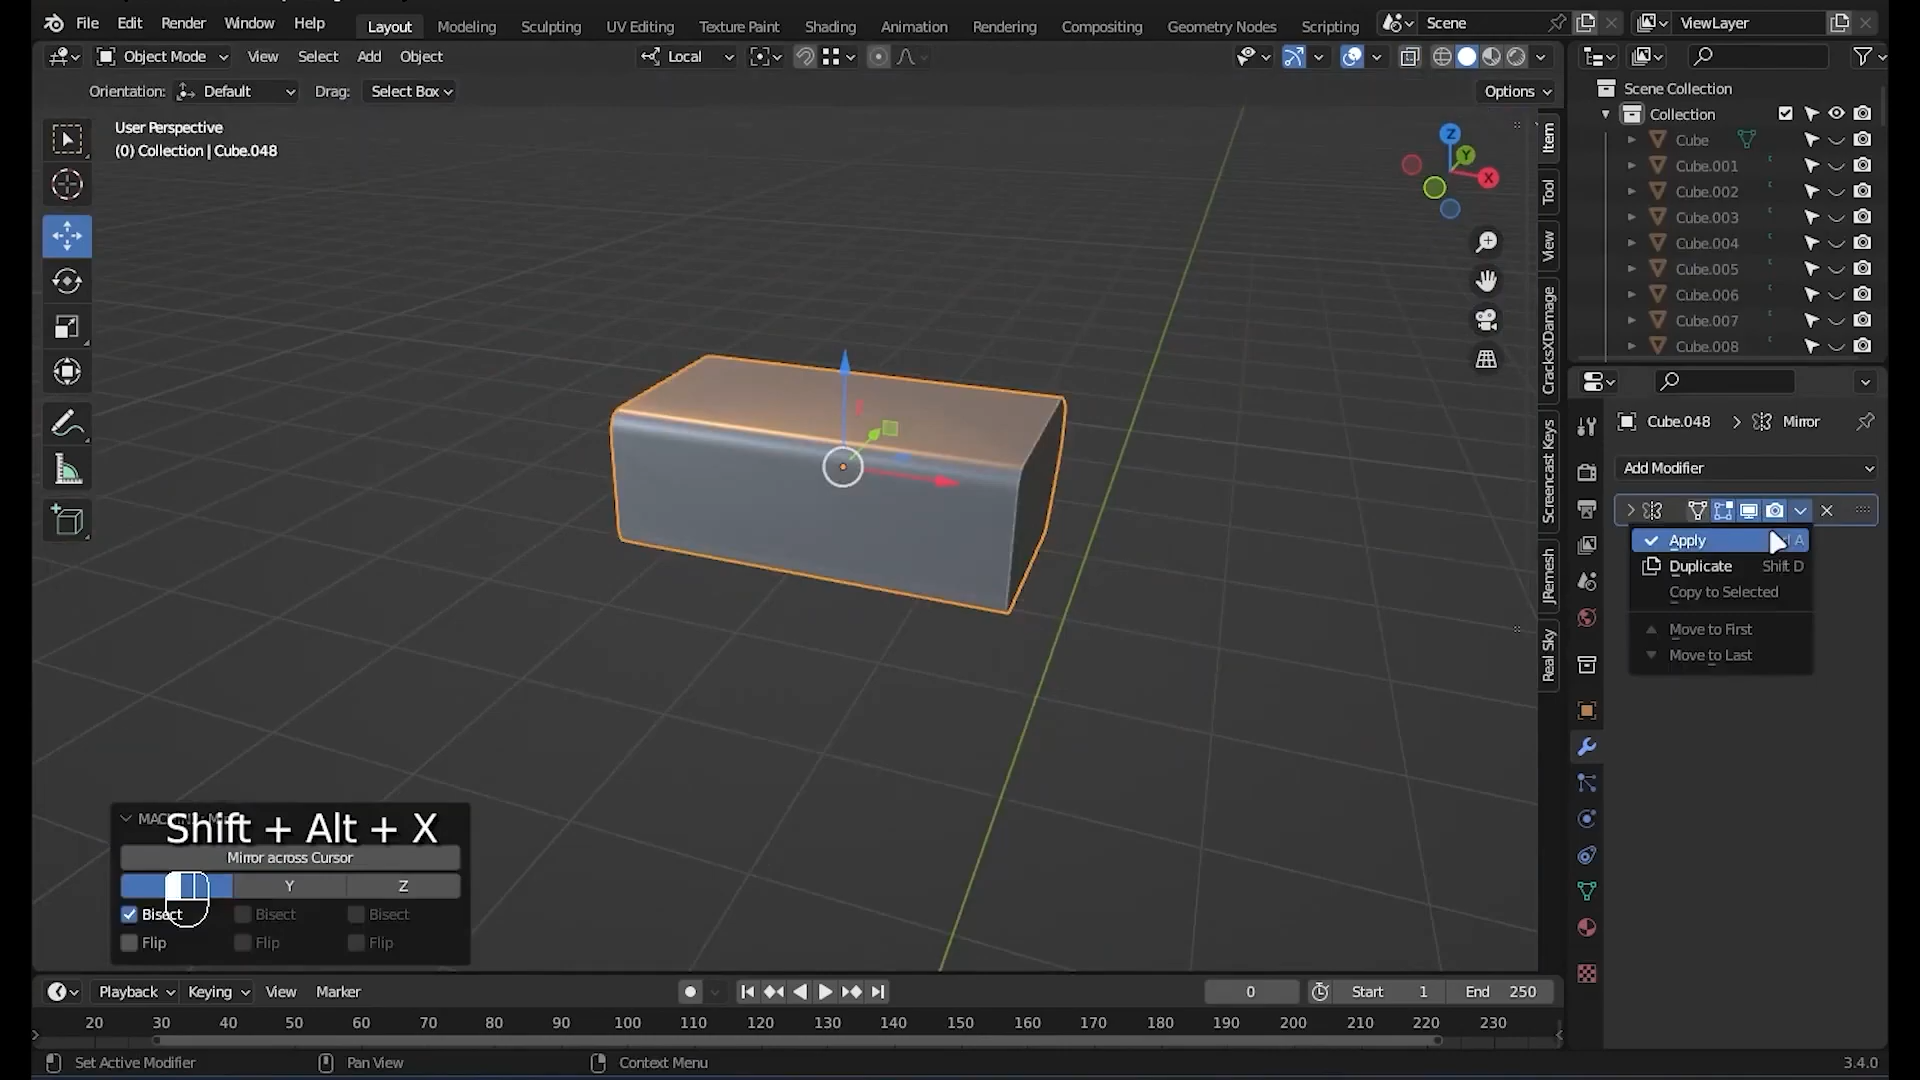 File Edit Render Window Help Layout Modeling Sculpting UV Editing Texture Paint Shading Animation Rendering Compositing Geometry Nodes Scripting Scene ViewLayer
Object Mode View Select Add Object Local
Orientation: Default Drag: Select Box Options
User Perspective
(0) Collection | Cube.048
Z
Y
X
Item
Tool
View
CracksXDamage
Screencast Keys
JRemesh
Real Sky
Scene Collection
Collection
Cube
Cube.001
Cube.002
Cube.003
Cube.004
Cube.005
Cube.006
Cube.007
Cube.008
Cube.048 > Mirror
Add Modifier
Apply A
Duplicate Shift D
Copy to Selected
Move to First
Move to Last
Shift + Alt + X
Mirror across Cursor
Y Z
Bisect Bisect Bisect
Flip Flip Flip
Playback Keying View Marker 0 Start 1 End 250
20 30 40 50 60 70 80 90 100 110 120 130 140 150 160 170 180 190 200 210 220 230
Set Active Modifier Pan View Context Menu 3.4.0